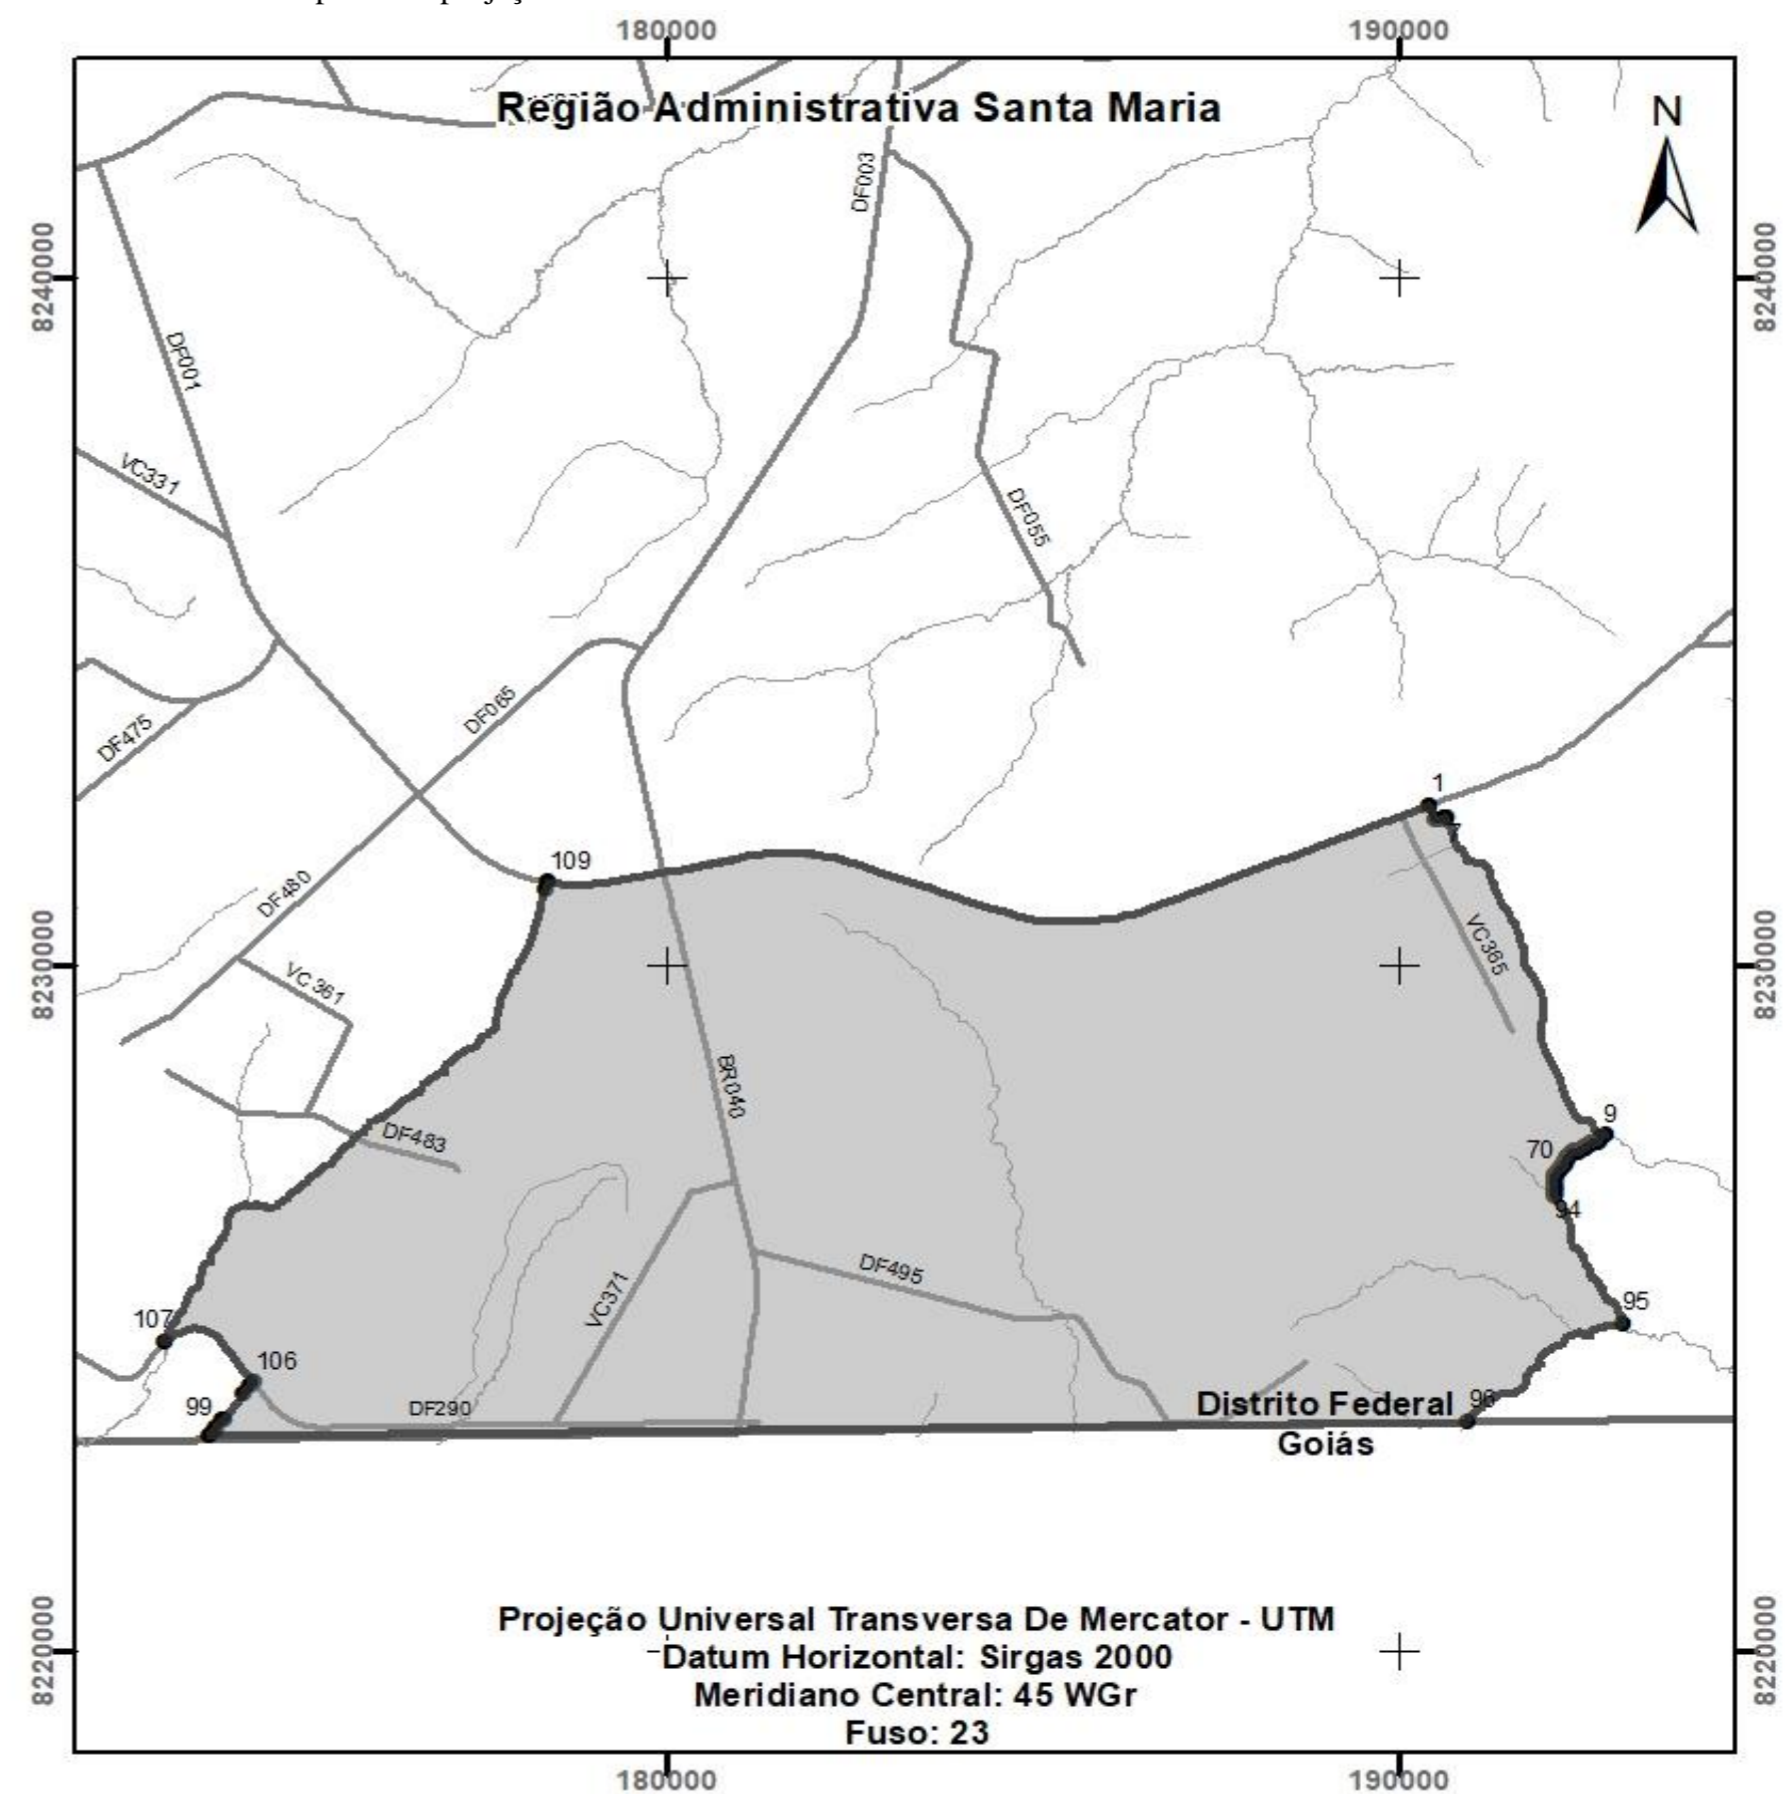 180000
190000
Região Administrativa Santa Maria
N
DF003
8240000
8240000
DF001
VC331
DF055
DF065
DF475
1
7
109
DF480
VC365
8230000
8230000
VC361
BR040
9
DF483
70
94
DF495
VC371
95
107
106
99
DF290
Distrito Federal
Goiás
Projeção Universal Transversa De Mercator - UTM
Datum Horizontal: Sirgas 2000
Meridiano Central: 45 WGr
Fuso: 23
8220000
8220000
180000
190000